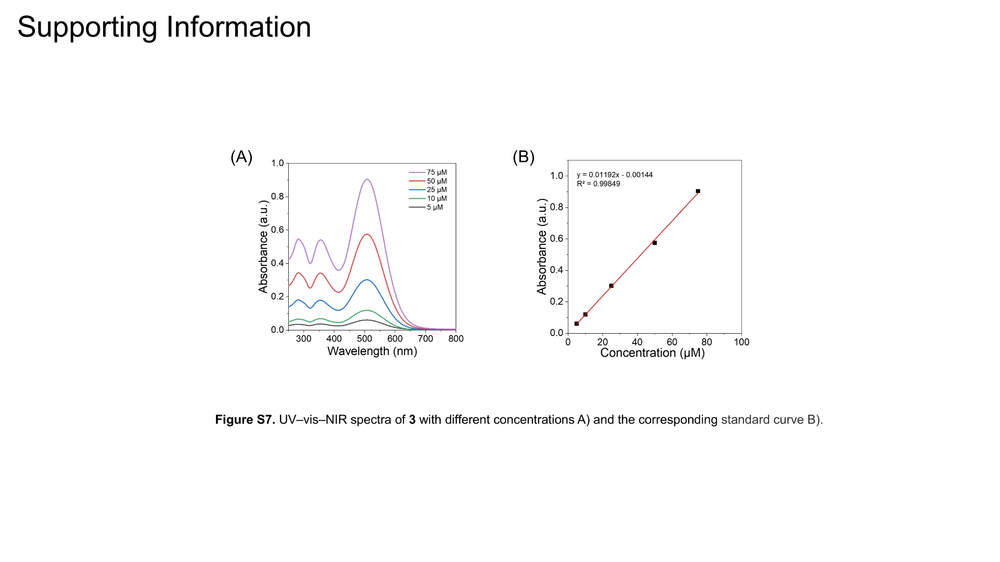 Supporting Information
(A)
1.0
0.8
0.6
0.4
0.2
0.0
Absorbance (a.u.)
75 µM
50 µM
25 µM
10 µM
5 µM
300 400 500 600 700 800
Wavelength (nm)
(B)
1.0
0.8
0.6
0.4
0.2
0.0
Absorbance (a.u.)
y = 0.01192x - 0.00144
R² = 0.99849
0 20 40 60 80 100
Concentration (µM)
Figure S7. UV–vis–NIR spectra of 3 with different concentrations A) and the corresponding standard curve B).